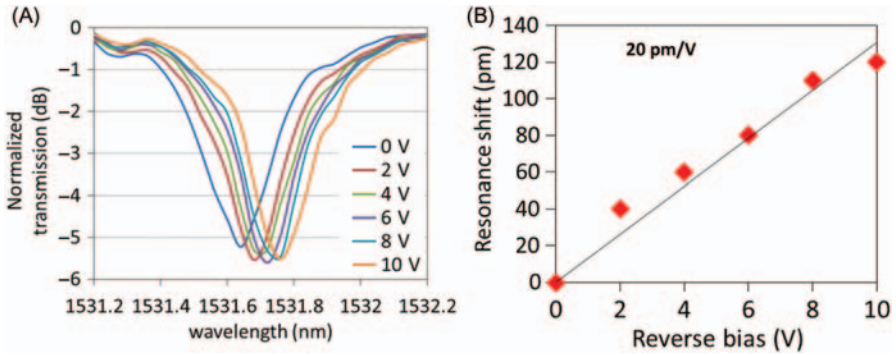 (A)
Normalized
transmission (dB)
0
–1
–2
–3
–4
–5
–6
1531.2
1531.4
1531.6
1531.8
1532
1532.2
wavelength (nm)
0 V
2 V
4 V
6 V
8 V
10 V
(B)
Resonance shift (pm)
140
120
100
80
60
40
20
0
0
2
4
6
8
10
Reverse bias (V)
20 pm/V